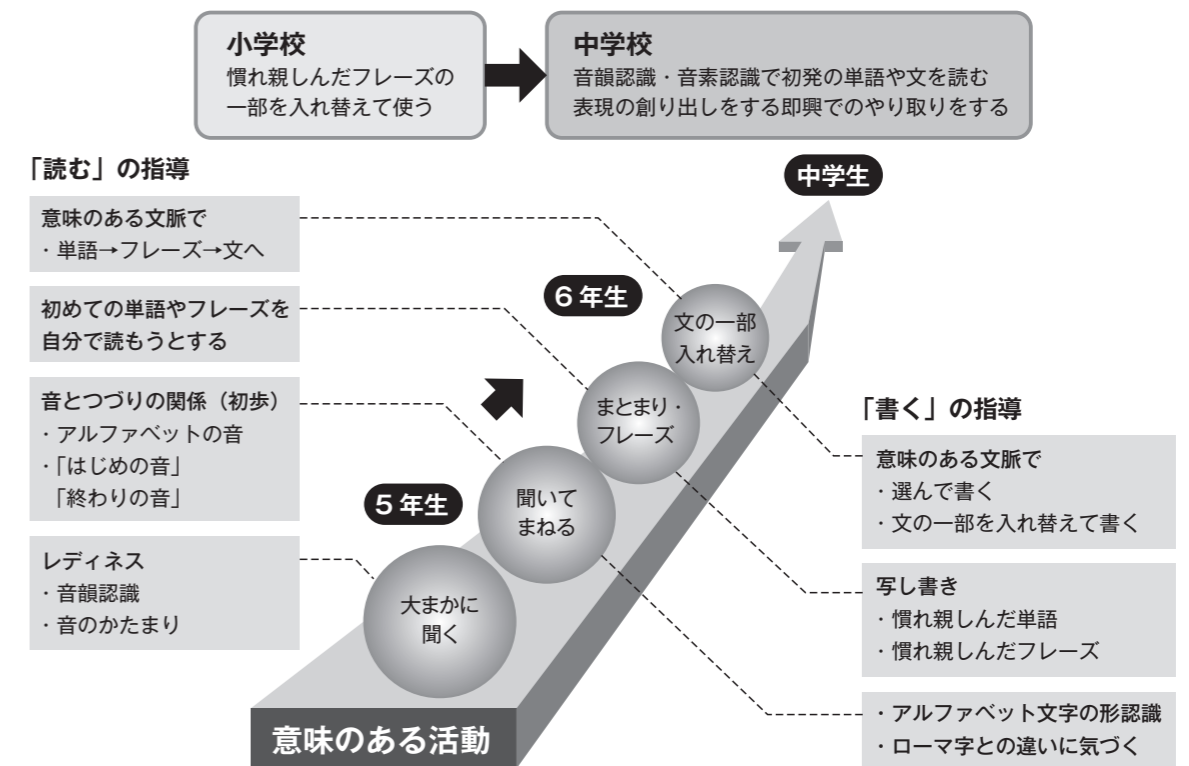 小学校
慣れ親しんだフレーズの
一部を入れ替えて使う
中学校
音韻認識・音素認識で初発の単語や文を読む
表現の創り出しをする即興でのやり取りをする
「読む」の指導
意味のある文脈で
・単語→フレーズ→文へ
初めての単語やフレーズを
自分で読もうとする
音とつづりの関係（初歩）
・アルファベットの音
・「はじめの音」
「終わりの音」
レディネス
・音韻認識
・音のかたまり
中学生
6年生
5年生
文の一部
入れ替え
まとまり・
フレーズ
聞いて
まねる
大まかに
聞く
意味のある活動
「書く」の指導
意味のある文脈で
・選んで書く
・文の一部を入れ替えて書く
写し書き
・慣れ親しんだ単語
・慣れ親しんだフレーズ
・アルファベット文字の形認識
・ローマ字との違いに気づく